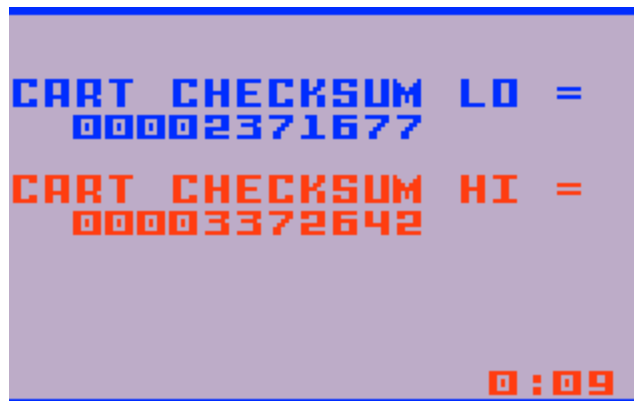 CART CHECKSUM LO =
00002371677
CART CHECKSUM HI =
00003372642
0:09